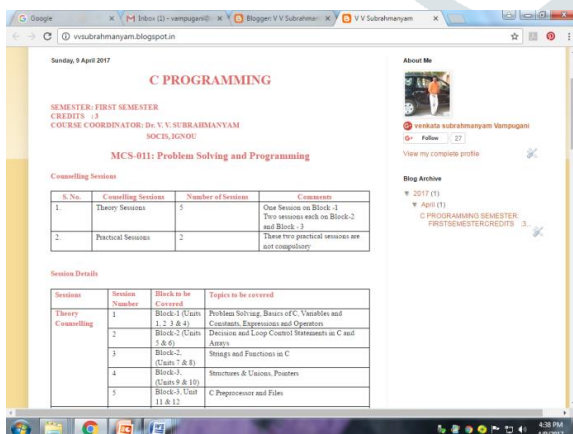 Google
Inbox (1) - vampugani@
Blogger: V V Subrahman
V V Subrahmanyam
vvsubrahmanyam.blogspot.in
Sunday, 9 April 2017
C PROGRAMMING
SEMESTER: FIRST SEMESTER
CREDITS :3
COURSE COORDINATOR: Dr. V. V. SUBRAHMANYAM
SOCIS, IGNOU
MCS-011: Problem Solving and Programming
Counselling Sessions
S. No. Counselling Sessions Number of Sessions Comments
1. Theory Sessions 5 One Session on Block -1
Two sessions each on Block-2
and Block - 3
2. Practical Sessions 2 These two practical sessions are
not compulsory
Session Details
Sessions Session Block to be Topics to be covered
Number Covered
Theory 1 Block-1 (Units Problem Solving, Basics of C, Variables and
Counselling 1, 2 3 & 4) Constants, Expressions and Operators
2 Block-2 (Units Decision and Loop Control Statements in C and
5 & 6) Arrays
3 Block-2, Strings and Functions in C
(Units 7 & 8)
4 Block-3, Structures & Unions, Pointers
(Units 9 & 10)
5 Block-3, Unit C Preprocessor and Files
11 & 12
About Me
venkata subrahmanyam Vampugani
G+ Follow 27
View my complete profile
Blog Archive
▼ 2017 (1)
▼ April (1)
C PROGRAMMING SEMESTER:
FIRSTSEMESTERCREDITS :3...
4:38 PM
4/9/2017